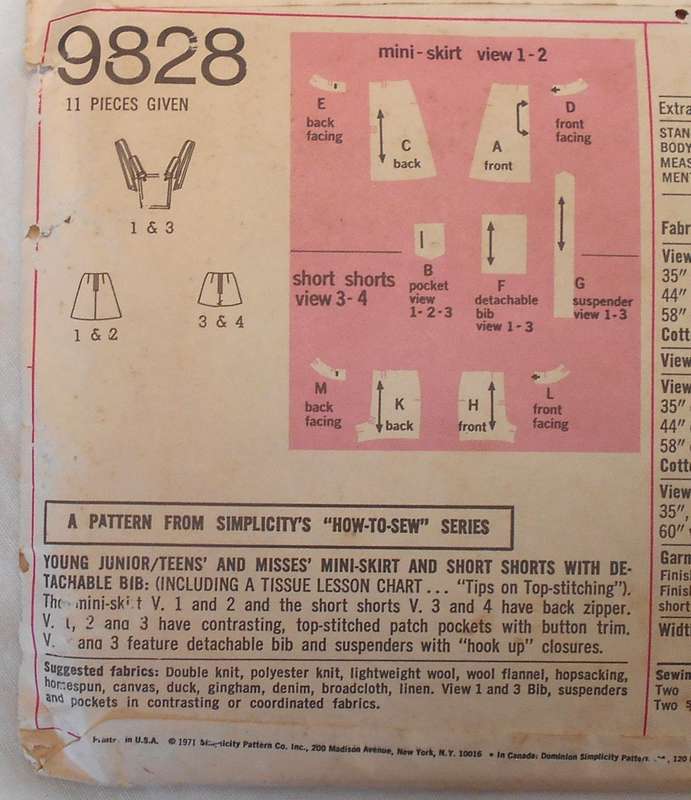 9828
11 PIECES GIVEN
1 & 3
1 & 2
3 & 4
mini-skirt view 1-2
E
back
facing
C
back
A
front
D
front
facing
short shorts
view 3-4
B
pocket
view
1-2-3
F
detachable
bib
view 1-3
G
suspender
view 1-3
M
back
facing
K
back
H
front
L
front
facing
A PATTERN FROM SIMPLICITY'S "HOW-TO-SEW" SERIES
YOUNG JUNIOR/TEENS' AND MISSES' MINI-SKIRT AND SHORT SHORTS WITH DE-
TACHABLE BIB: (INCLUDING A TISSUE LESSON CHART ... "Tips on Top-stitching").
The mini-skirt V. 1 and 2 and the short shorts V. 3 and 4 have back zipper.
V. 1, 2 and 3 have contrasting, top-stitched patch pockets with button trim.
V. and 3 feature detachable bib and suspenders with "hook up" closures.
Suggested fabrics: Double knit, polyester knit, lightweight wool, wool flannel, hopsacking,
homespun, canvas, duck, gingham, denim, broadcloth, linen. View 1 and 3 Bib, suspenders
and pockets in contrasting or coordinated fabrics.
in U.S.A. © 1971 Simplicity Pattern Co. Inc., 200 Madison Avenue, New York, N.Y. 10016 • In Canada: Dominion Simplicity 120
Extra
STAN
BODY
MEAS
MEN
Fabr
View
35"
44"
58"
Cott
View
View
35"
44"
58"
Cott
View
35",
60"
Garn
Finis
Finis
short
Widt
Sewin
Two
Two